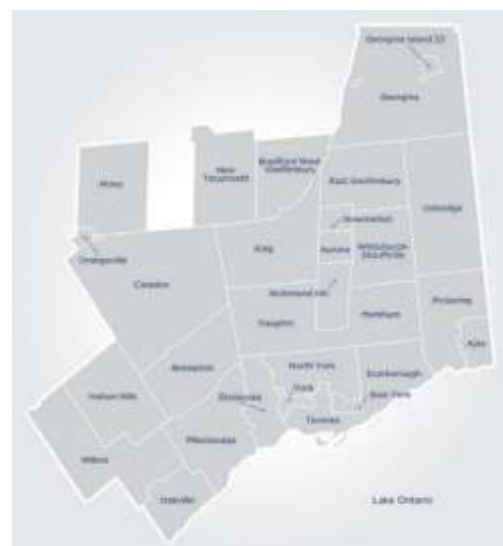 Georgina Island 33
Georgina
Mono
New
Tecumseth
Bradford West
Gwillimbury
East Gwillimbury
Uxbridge
Newmarket
Orangeville
King
Aurora
Whitchurch-
Stouffville
Caledon
Richmond Hill
Pickering
Vaughan
Markham
Ajax
Brampton
North York
Scarborough
Halton Hills
Etobicoke
York
East York
Toronto
Mississauga
Milton
Oakville
Lake Ontario